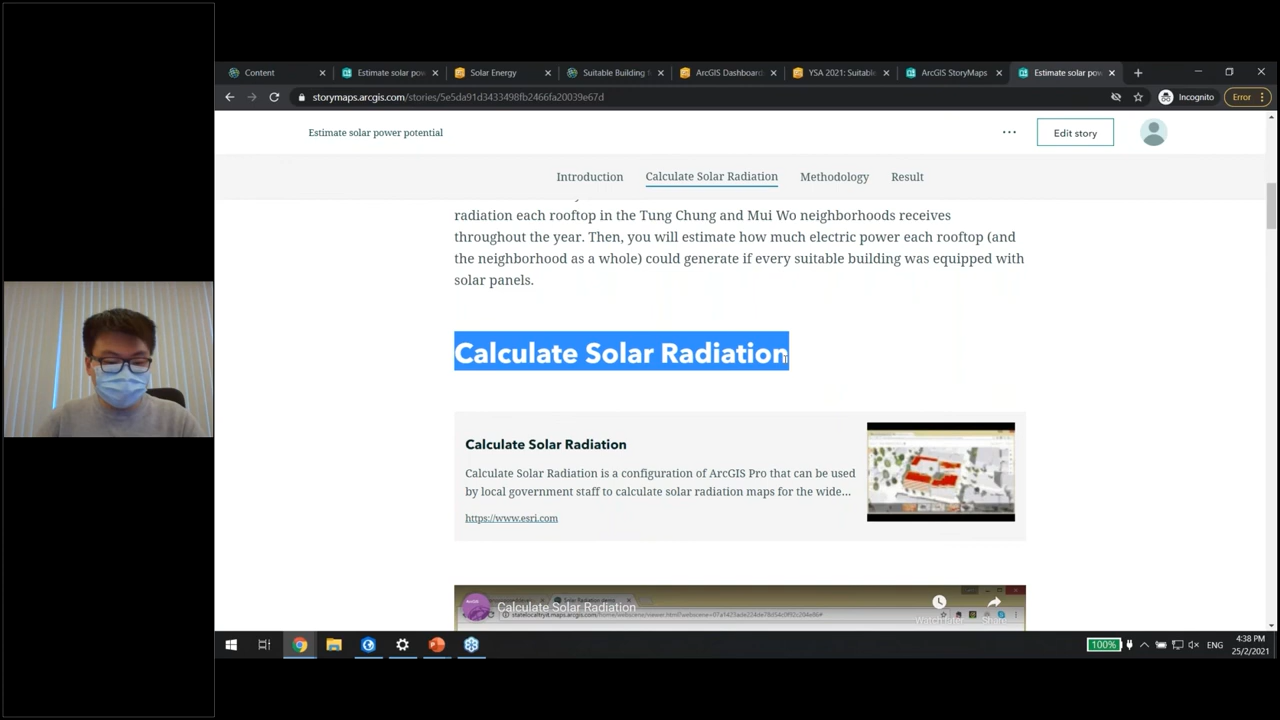 Content
Estimate solar po
Solar Energy
Suitable Building f
ArcGIS Dashboard
YSA 2021: Suitabl
ArcGIS StoryMaps
Estimate solar po
storymaps.arcgis.com/stories/5e5da91d3433498fb2466fa20039e67d
Incognito
Error
Estimate solar power potential
Edit story
Introduction
Calculate Solar Radiation
Methodology
Result
radiation each rooftop in the Tung Chung and Mui Wo neighborhoods receives
throughout the year. Then, you will estimate how much electric power each rooftop (and
the neighborhood as a whole) could generate if every suitable building was equipped with
solar panels.
Calculate Solar Radiation
Calculate Solar Radiation
Calculate Solar Radiation is a configuration of ArcGIS Pro that can be used
by local government staff to calculate solar radiation maps for the wide...
https://www.esri.com
Calculate Solar Radiation
Watch later
Share
100%
ENG
4:38 PM
25/2/2021